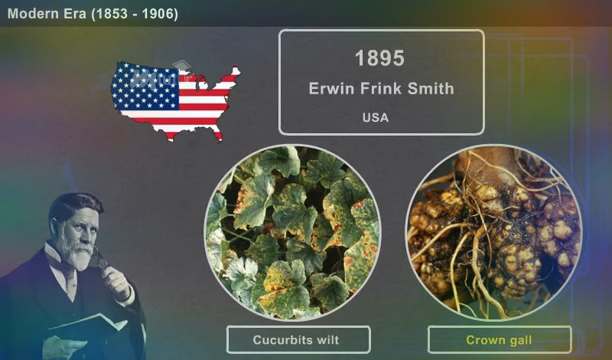 Modern Era (1853 - 1906)
1895
Erwin Frink Smith
USA
Cucurbits wilt
Crown gall